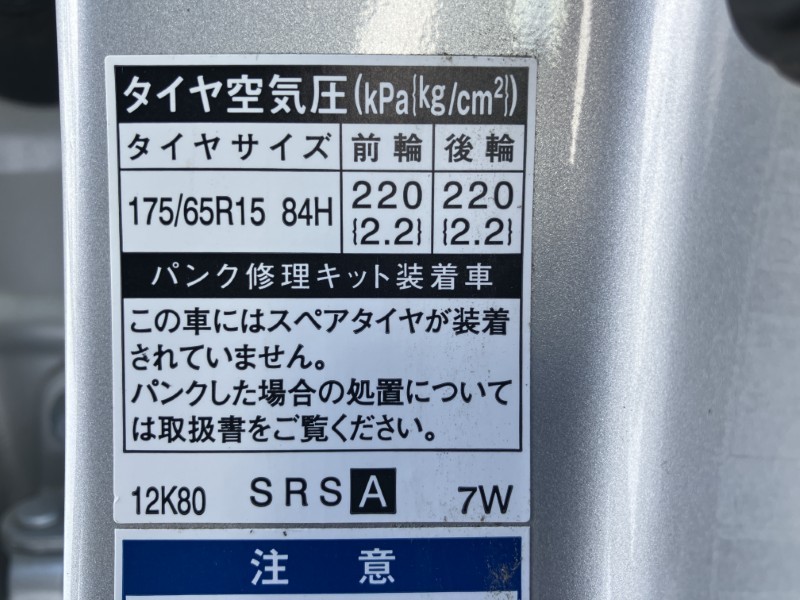 タイヤ空気圧(kPa{kg/cm²})
タイヤサイズ 前輪 後輪
175/65R15 84H 220 220
{2.2} {2.2}
パンク修理キット装着車
この車にはスペアタイヤが装着
されていません。
パンクした場合の処置について
は取扱書をご覧ください。
12K80 SRS A 7W
注 意